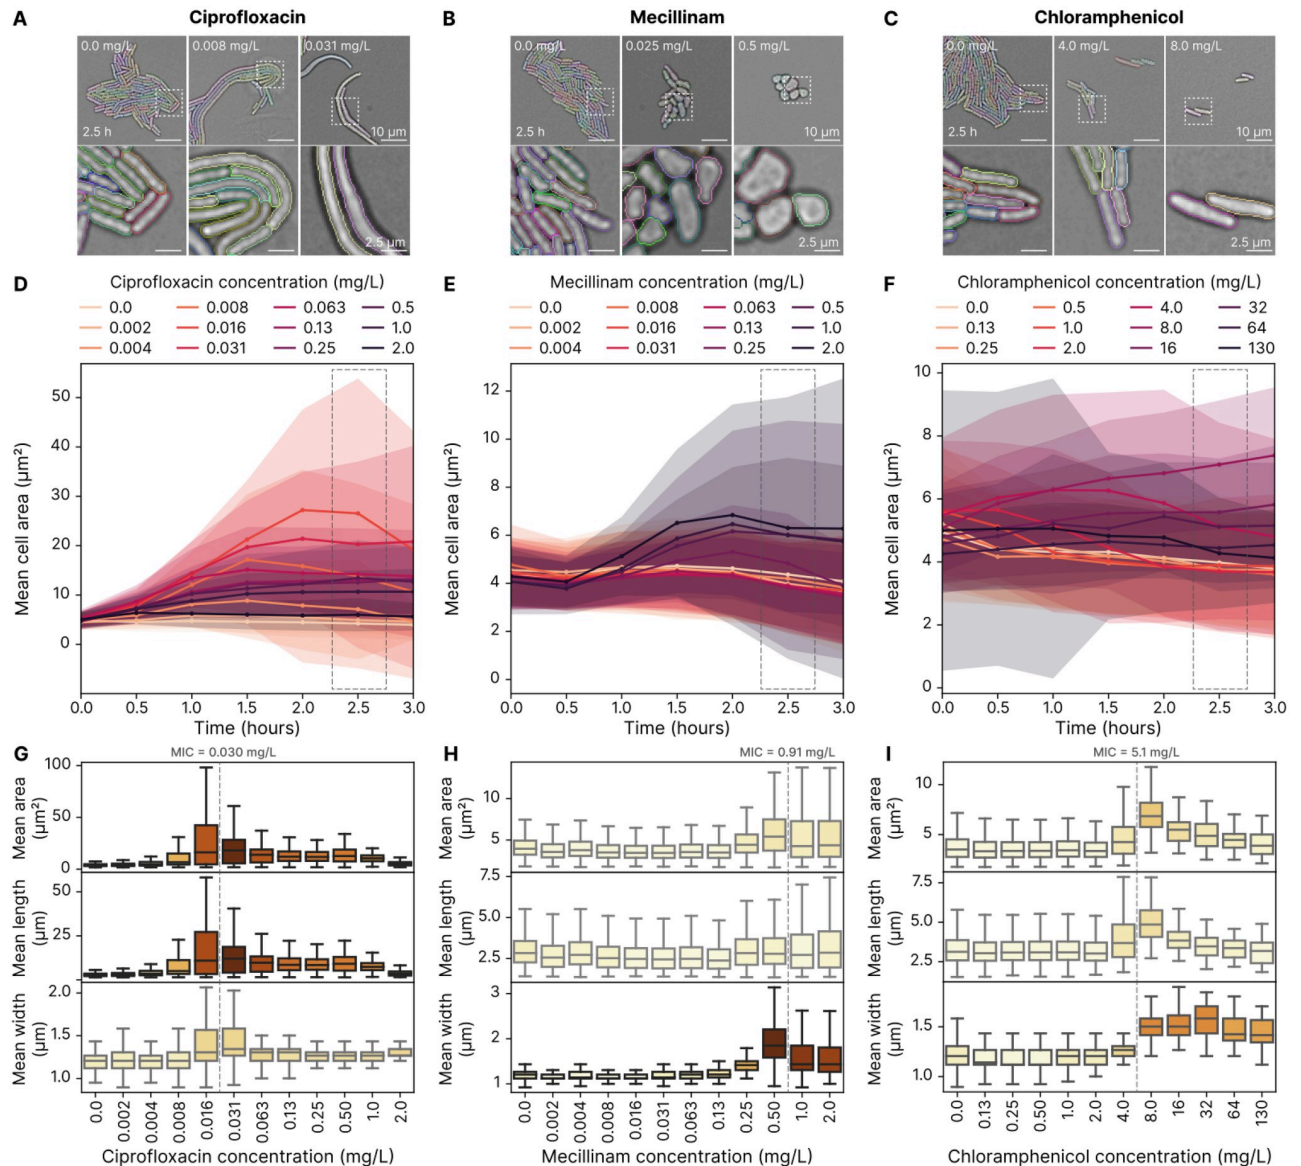 A Ciprofloxacin
0.0 mg/L 0.008 mg/L 0.031 mg/L
2.5 h 10 µm
2.5 µm
B Mecillinam
0.0 mg/L 0.025 mg/L 0.5 mg/L
2.5 h 10 µm
2.5 µm
C Chloramphenicol
0.0 mg/L 4.0 mg/L 8.0 mg/L
2.5 h 10 µm
2.5 µm
D Ciprofloxacin concentration (mg/L)
0.0 0.008 0.063 0.5
0.002 0.016 0.13 1.0
0.004 0.031 0.25 2.0
Mean cell area (µm²)
50
40
30
20
10
0
0.0 0.5 1.0 1.5 2.0 2.5 3.0
Time (hours)
E Mecillinam concentration (mg/L)
0.0 0.008 0.063 0.5
0.002 0.016 0.13 1.0
0.004 0.031 0.25 2.0
Mean cell area (µm²)
12
10
8
6
4
2
0
0.0 0.5 1.0 1.5 2.0 2.5 3.0
Time (hours)
F Chloramphenicol concentration (mg/L)
0.0 0.5 4.0 32
0.13 1.0 8.0 64
0.25 2.0 16 130
Mean cell area (µm²)
10
8
6
4
2
0
0.0 0.5 1.0 1.5 2.0 2.5 3.0
Time (hours)
G MIC = 0.030 mg/L
Mean area
(µm²)
100
50
0
Mean length
(µm)
50
25
Mean width
(µm)
2.0
1.5
1.0
0.0 0.002 0.004 0.008 0.016 0.031 0.063 0.13 0.25 0.50 1.0 2.0
Ciprofloxacin concentration (mg/L)
H MIC = 0.91 mg/L
Mean area
(µm²)
10
5
Mean length
(µm)
7.5
5.0
2.5
Mean width
(µm)
3
2
1
0.0 0.002 0.004 0.008 0.016 0.031 0.063 0.13 0.25 0.50 1.0 2.0
Mecillinam concentration (mg/L)
I MIC = 5.1 mg/L
Mean area
(µm²)
10
5
Mean length
(µm)
5.0
2.5
Mean width
(µm)
1.5
1.0
0.0 0.13 0.25 0.50 1.0 2.0 4.0 8.0 16 32 64 130
Chloramphenicol concentration (mg/L)